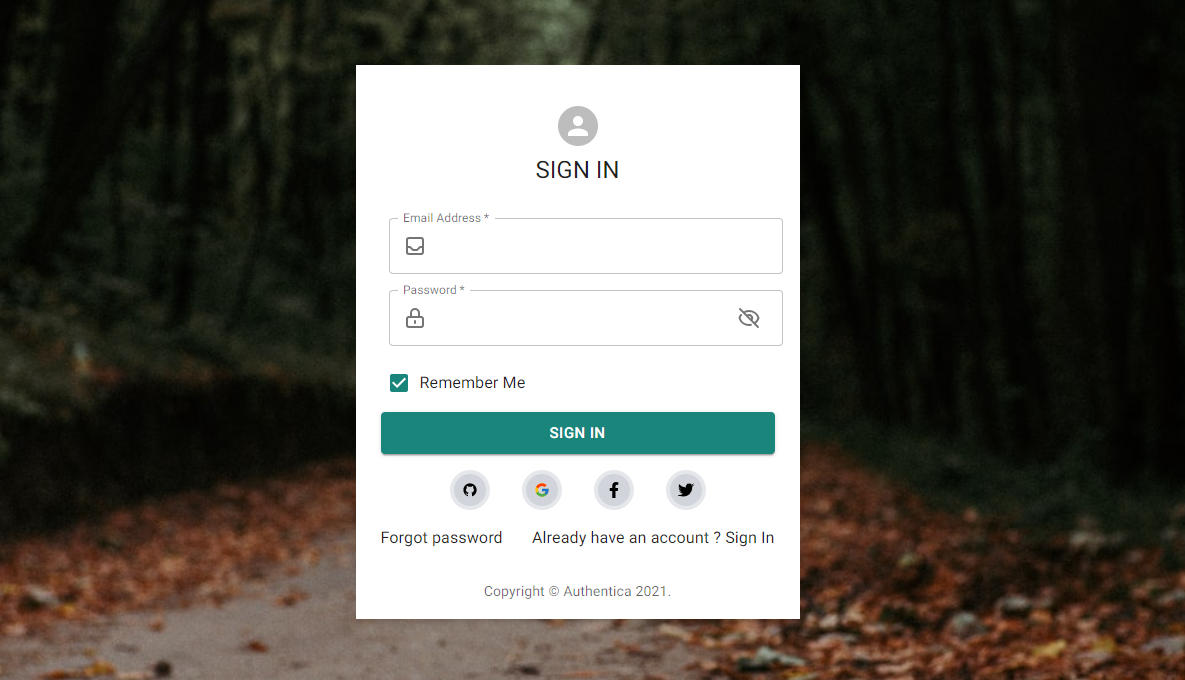 SIGN IN
Email Address *
Password *
Remember Me
SIGN IN
Forgot password
Already have an account ? Sign In
Copyright © Authentica 2021.